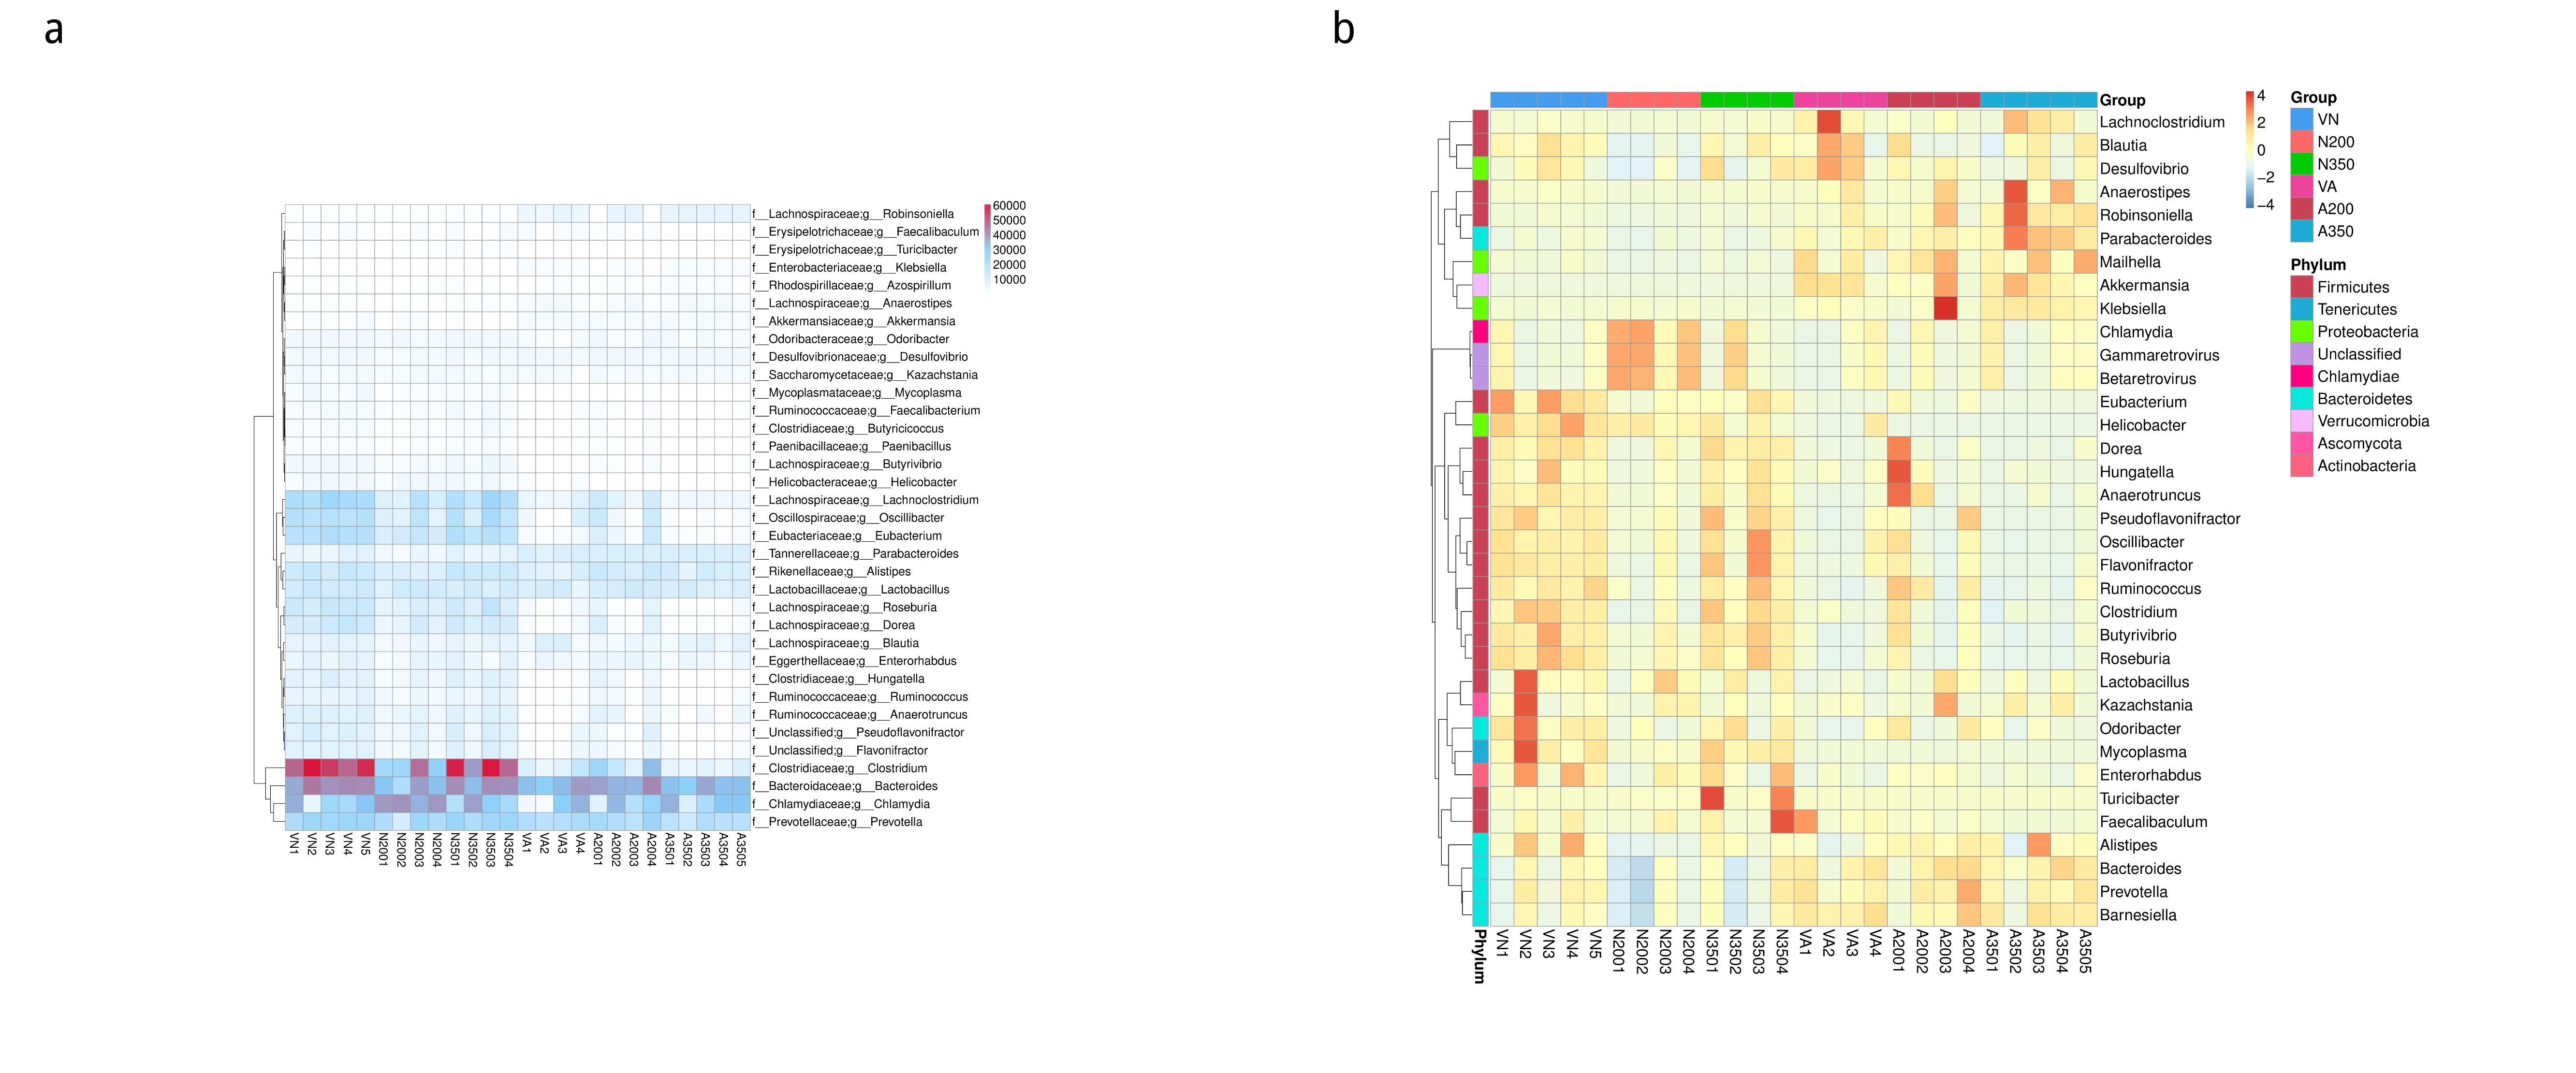 a
b
60000
50000
40000
30000
20000
10000
f__Lachnospiraceae;g__Robinsoniella
f__Erysipelotrichaceae;g__Faecalibaculum
f__Erysipelotrichaceae;g__Turicibacter
f__Enterobacteriaceae;g__Klebsiella
f__Rhodospirillaceae;g__Azospirillum
f__Lachnospiraceae;g__Anaerostipes
f__Akkermansiaceae;g__Akkermansia
f__Odoribacteraceae;g__Odoribacter
f__Desulfovibrionaceae;g__Desulfovibrio
f__Saccharomycetaceae;g__Kazachstania
f__Mycoplasmataceae;g__Mycoplasma
f__Ruminococcaceae;g__Faecalibacterium
f__Clostridiaceae;g__Butyricicoccus
f__Paenibacillaceae;g__Paenibacillus
f__Lachnospiraceae;g__Butyrivibrio
f__Helicobacteraceae;g__Helicobacter
f__Lachnospiraceae;g__Lachnoclostridium
f__Oscillospiraceae;g__Oscillibacter
f__Eubacteriaceae;g__Eubacterium
f__Tannerellaceae;g__Parabacteroides
f__Rikenellaceae;g__Alistipes
f__Lactobacillaceae;g__Lactobacillus
f__Lachnospiraceae;g__Roseburia
f__Lachnospiraceae;g__Dorea
f__Lachnospiraceae;g__Blautia
f__Eggerthellaceae;g__Enterorhabdus
f__Clostridiaceae;g__Hungatella
f__Ruminococcaceae;g__Ruminococcus
f__Ruminococcaceae;g__Anaerotruncus
f__Unclassified;g__Pseudoflavonifractor
f__Unclassified;g__Flavonifractor
f__Clostridiaceae;g__Clostridium
f__Bacteroidaceae;g__Bacteroides
f__Chlamydiaceae;g__Chlamydia
f__Prevotellaceae;g__Prevotella
VN1 VN2 VN3 VN4 VN5 N2001 N2002 N2003 N2004 N3501 N3502 N3503 N3504 VA1 VA2 VA3 VA4 A2001 A2002 A2003 A2004 A3501 A3502 A3503 A3504 A3505
Group
Lachnoclostridium
Blautia
Desulfovibrio
Anaerostipes
Robinsoniella
Parabacteroides
Mailhella
Akkermansia
Klebsiella
Chlamydia
Gammaretrovirus
Betaretrovirus
Eubacterium
Helicobacter
Dorea
Hungatella
Anaerotruncus
Pseudoflavonifractor
Oscillibacter
Flavonifractor
Ruminococcus
Clostridium
Butyrivibrio
Roseburia
Lactobacillus
Kazachstania
Odoribacter
Mycoplasma
Enterorhabdus
Turicibacter
Faecalibaculum
Alistipes
Bacteroides
Prevotella
Barnesiella
Phylum VN1 VN2 VN3 VN4 VN5 N2001 N2002 N2003 N2004 N3501 N3502 N3503 N3504 VA1 VA2 VA3 VA4 A2001 A2002 A2003 A2004 A3501 A3502 A3503 A3504 A3505
4
2
0
−2
−4
Group
VN
N200
N350
VA
A200
A350
Phylum
Firmicutes
Tenericutes
Proteobacteria
Unclassified
Chlamydiae
Bacteroidetes
Verrucomicrobia
Ascomycota
Actinobacteria